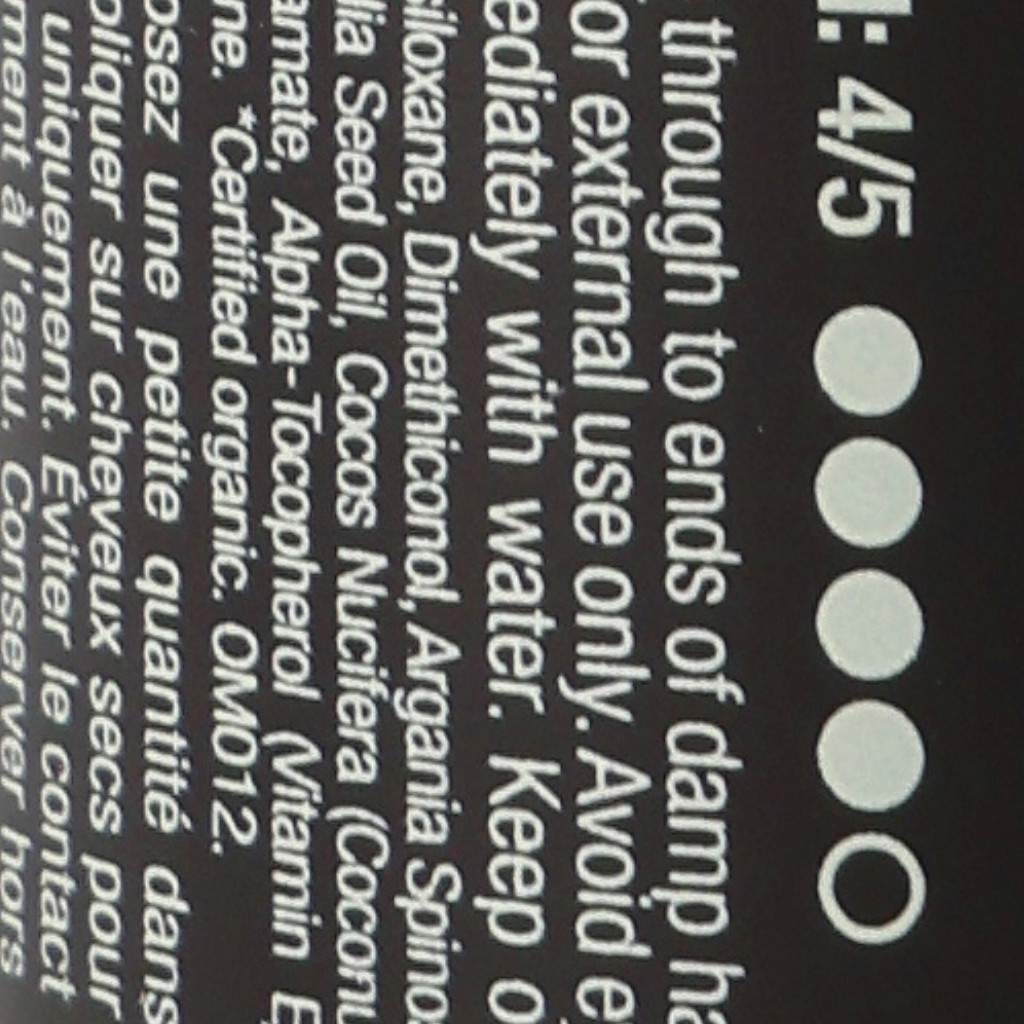 : 4/5
through to ends of damp
or external use only. Avoid
ediately with water. Keep
siloxane, Dimethiconol, Argania
lia Seed Oil, Cocos Nucifera
amate, Alpha-Tocopherol (Vitamin
ne. *Certified organic. OM012.
osez une petite quantité dans
pliquer sur cheveux secs pour
uniquement. Éviter le contact
ment à l'eau. Conserver hors